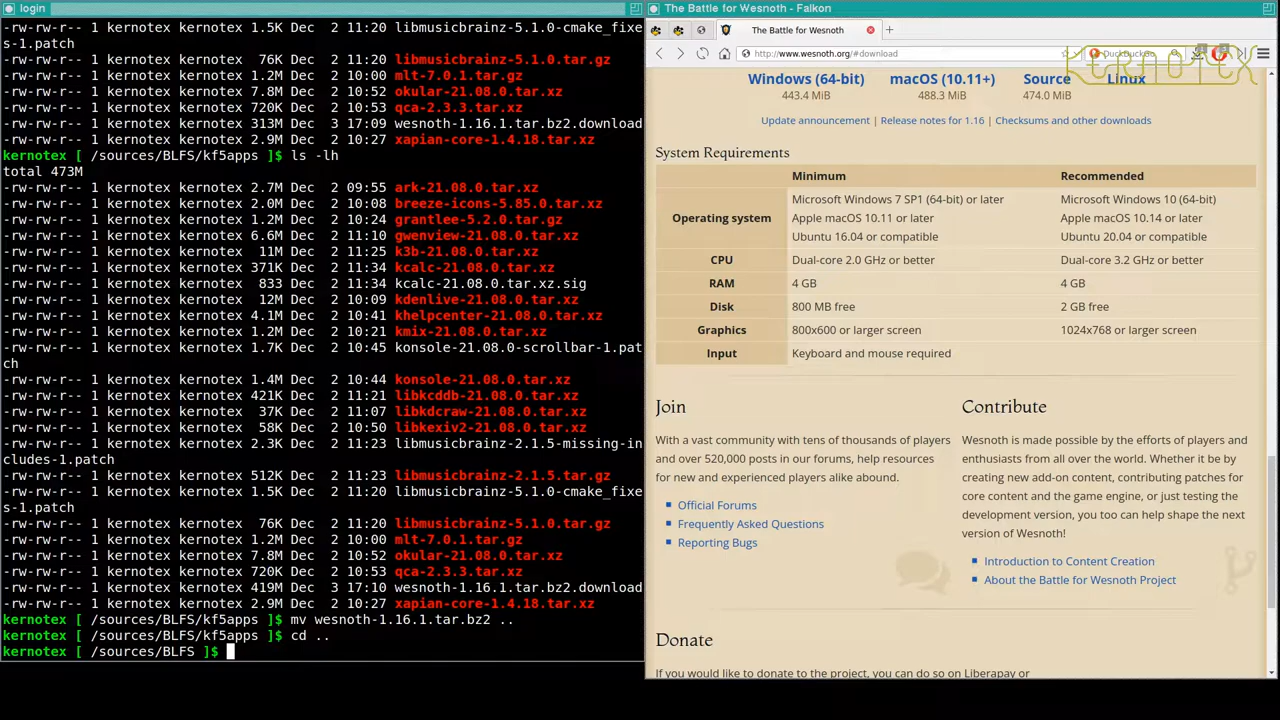 login
-rw-rw-r-- 1 kernotex kernotex 1.5K Dec  2 11:20 libmusicbrainz-5.1.0-cmake_fixe
s-1.patch
-rw-rw-r-- 1 kernotex kernotex  76K Dec  2 11:20 libmusicbrainz-5.1.0.tar.gz
-rw-rw-r-- 1 kernotex kernotex 1.2M Dec  2 10:00 mlt-7.0.1.tar.gz
-rw-rw-r-- 1 kernotex kernotex 7.8M Dec  2 10:52 okular-21.08.0.tar.xz
-rw-rw-r-- 1 kernotex kernotex 720K Dec  2 10:53 qca-2.3.3.tar.xz
-rw-rw-r-- 1 kernotex kernotex 313M Dec  3 17:09 wesnoth-1.16.1.tar.bz2.download
-rw-rw-r-- 1 kernotex kernotex 2.9M Dec  2 10:27 xapian-core-1.4.18.tar.xz
kernotex [ /sources/BLFS/kf5apps ]$ ls -lh
total 473M
-rw-rw-r-- 1 kernotex kernotex 2.7M Dec  2 09:55 ark-21.08.0.tar.xz
-rw-rw-r-- 1 kernotex kernotex 2.0M Dec  2 10:08 breeze-icons-5.85.0.tar.xz
-rw-rw-r-- 1 kernotex kernotex 1.2M Dec  2 10:24 grantlee-5.2.0.tar.gz
-rw-rw-r-- 1 kernotex kernotex 6.6M Dec  2 11:10 gwenview-21.08.0.tar.xz
-rw-rw-r-- 1 kernotex kernotex  11M Dec  2 11:25 k3b-21.08.0.tar.xz
-rw-rw-r-- 1 kernotex kernotex 371K Dec  2 11:34 kcalc-21.08.0.tar.xz
-rw-rw-r-- 1 kernotex kernotex  833 Dec  2 11:34 kcalc-21.08.0.tar.xz.sig
-rw-rw-r-- 1 kernotex kernotex  12M Dec  2 10:09 kdenlive-21.08.0.tar.xz
-rw-rw-r-- 1 kernotex kernotex 4.1M Dec  2 10:41 khelpcenter-21.08.0.tar.xz
-rw-rw-r-- 1 kernotex kernotex 1.2M Dec  2 10:21 kmix-21.08.0.tar.xz
-rw-rw-r-- 1 kernotex kernotex 1.7K Dec  2 10:45 konsole-21.08.0-scrollbar-1.pat
ch
-rw-rw-r-- 1 kernotex kernotex 1.4M Dec  2 10:44 konsole-21.08.0.tar.xz
-rw-rw-r-- 1 kernotex kernotex 421K Dec  2 11:21 libkcddb-21.08.0.tar.xz
-rw-rw-r-- 1 kernotex kernotex  37K Dec  2 11:07 libkdcraw-21.08.0.tar.xz
-rw-rw-r-- 1 kernotex kernotex  58K Dec  2 10:50 libkexiv2-21.08.0.tar.xz
-rw-rw-r-- 1 kernotex kernotex 2.3K Dec  2 11:23 libmusicbrainz-2.1.5-missing-in
cludes-1.patch
-rw-rw-r-- 1 kernotex kernotex 512K Dec  2 11:23 libmusicbrainz-2.1.5.tar.gz
-rw-rw-r-- 1 kernotex kernotex 1.5K Dec  2 11:20 libmusicbrainz-5.1.0-cmake_fixe
s-1.patch
-rw-rw-r-- 1 kernotex kernotex  76K Dec  2 11:20 libmusicbrainz-5.1.0.tar.gz
-rw-rw-r-- 1 kernotex kernotex 1.2M Dec  2 10:00 mlt-7.0.1.tar.gz
-rw-rw-r-- 1 kernotex kernotex 7.8M Dec  2 10:52 okular-21.08.0.tar.xz
-rw-rw-r-- 1 kernotex kernotex 720K Dec  2 10:53 qca-2.3.3.tar.xz
-rw-rw-r-- 1 kernotex kernotex 419M Dec  3 17:10 wesnoth-1.16.1.tar.bz2.download
-rw-rw-r-- 1 kernotex kernotex 2.9M Dec  2 10:27 xapian-core-1.4.18.tar.xz
kernotex [ /sources/BLFS/kf5apps ]$ mv wesnoth-1.16.1.tar.bz2 ..
kernotex [ /sources/BLFS/kf5apps ]$ cd ..
kernotex [ /sources/BLFS ]$
The Battle for Wesnoth - Falkon
The Battle for Wesnoth
http://www.wesnoth.org/#download
DuckDuckGo
KERNOTEX
Windows (64-bit) macOS (10.11+) Source Linux
443.4 MiB 488.3 MiB 474.0 MiB
Update announcement | Release notes for 1.16 | Checksums and other downloads
System Requirements
Minimum Recommended
Operating system
Microsoft Windows 7 SP1 (64-bit) or later Microsoft Windows 10 (64-bit)
Apple macOS 10.11 or later Apple macOS 10.14 or later
Ubuntu 16.04 or compatible Ubuntu 20.04 or compatible
CPU Dual-core 2.0 GHz or better Dual-core 3.2 GHz or better
RAM 4 GB 4 GB
Disk 800 MB free 2 GB free
Graphics 800x600 or larger screen 1024x768 or larger screen
Input Keyboard and mouse required
Join
With a vast community with tens of thousands of players
and over 520,000 posts in our forums, help resources
for new and experienced players alike abound.
Official Forums
Frequently Asked Questions
Reporting Bugs
Contribute
Wesnoth is made possible by the efforts of players and
enthusiasts from all over the world. Whether it be by
creating new add-on content, contributing patches for
core content and the game engine, or just testing the
development version, you too can help shape the next
version of Wesnoth!
Introduction to Content Creation
About the Battle for Wesnoth Project
Donate
If you would like to donate to the project, you can do so on Liberapay or